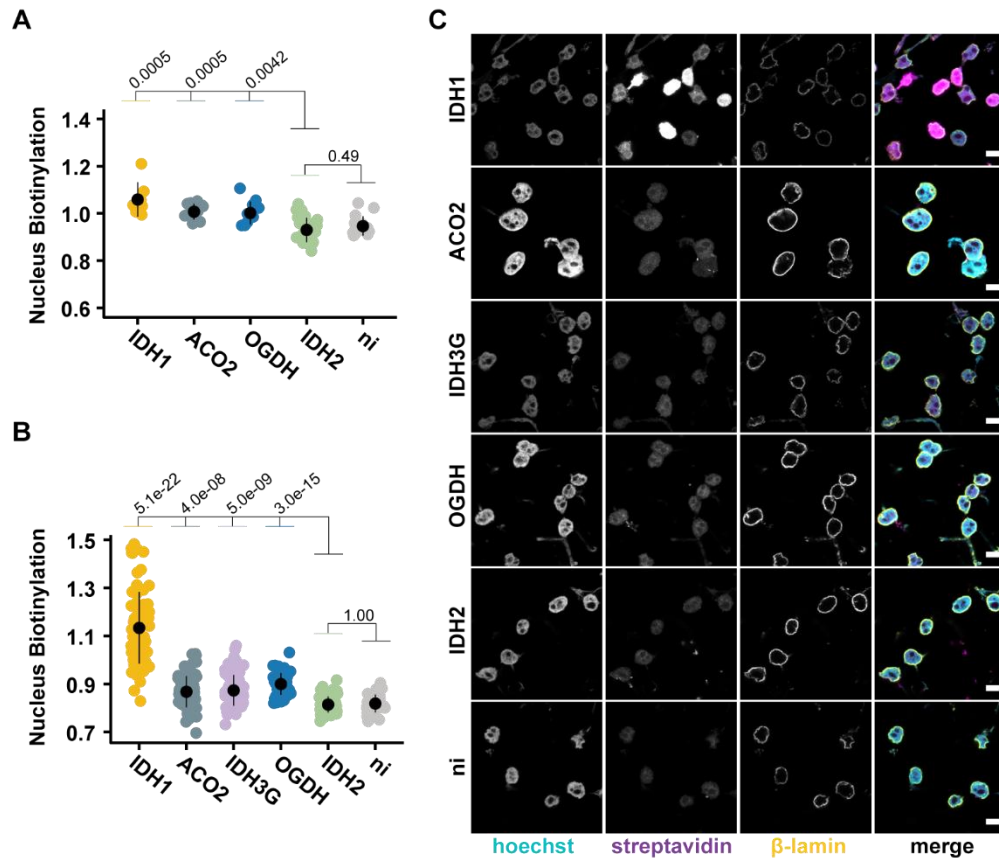 A
0.0005
0.0005
0.0042
0.49
Nucleus Biotinylation
1.4
1.2
1.0
0.8
0.6
IDH1
ACO2
OGDH
IDH2
ni
B
5.1e-22
4.0e-08
5.0e-09
3.0e-15
1.00
Nucleus Biotinylation
1.5
1.3
1.1
0.9
0.7
IDH1
ACO2
IDH3G
OGDH
IDH2
ni
C
IDH1
ACO2
IDH3G
OGDH
IDH2
ni
hoechst streptavidin β-lamin merge